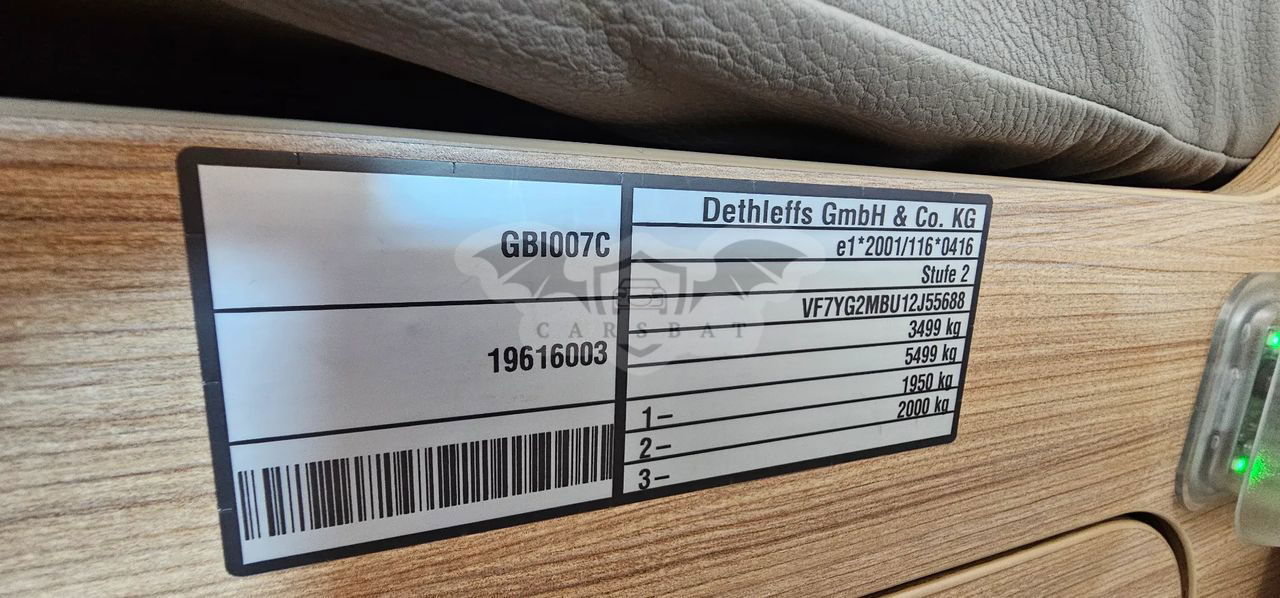 GBI007C
19616003
Dethleffs GmbH & Co. KG
e1*2001/116*0416
Stufe 2
VF7YG2MBU12J55688
3499 kg
5499 kg
1- 1950 kg
2- 2000 kg
3-
CARSBAT